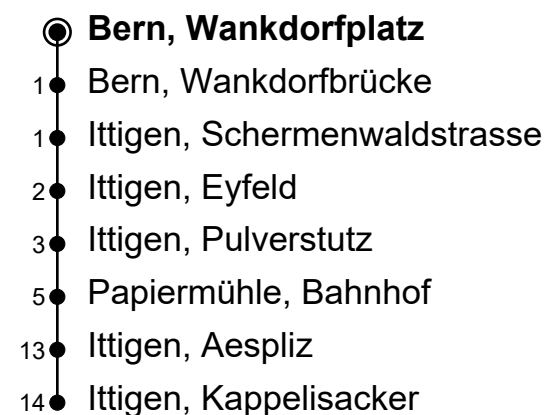 Bern, Wankdorfplatz
1 Bern, Wankdorfbrücke
1 Ittigen, Schermenwaldstrasse
2 Ittigen, Eyfeld
3 Ittigen, Pulverstutz
5 Papiermühle, Bahnhof
13 Ittigen, Aespliz
14 Ittigen, Kappelisacker